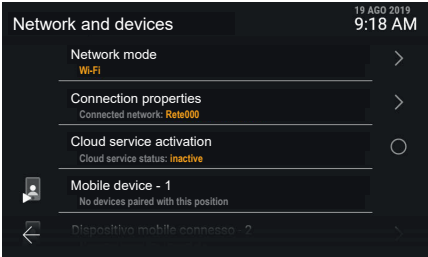 19 AGO 2019
Network and devices
9:18 AM
Network mode
Wi-Fi
Connection properties
Connected network: Rete000
Cloud service activation
Cloud service status: inactive
Mobile device - 1
No devices paired with this position
Dispositivo mobile connesso - 2